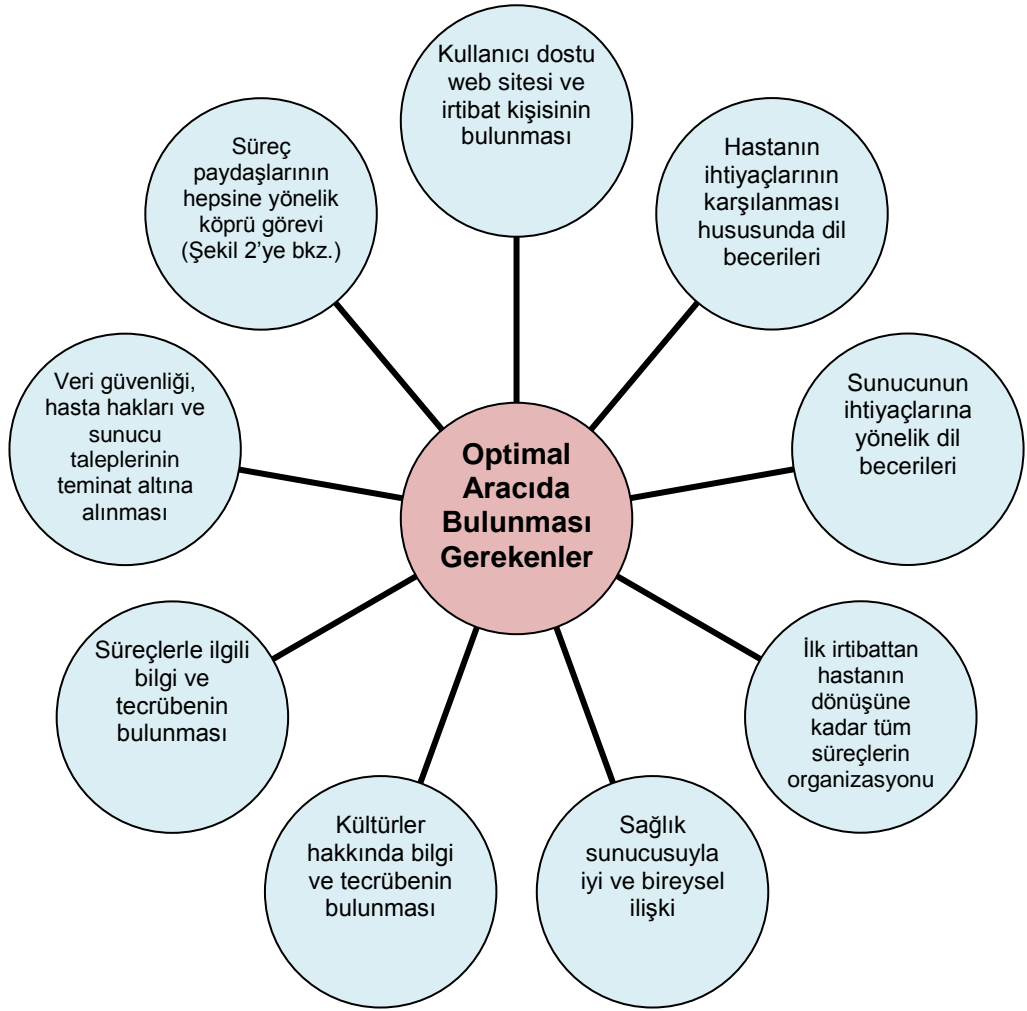 Kullanıcı dostu
web sitesi ve
irtibat kişisinin
bulunması
Hastanın
ihtiyaçlarının
karşılanması
hususunda dil
becerileri
Sunucunun
ihtiyaçlarına
yönelik dil
becerileri
İlk irtibattan
hastanın
dönüşüne
kadar tüm
süreçlerin
organizasyonu
Sağlık
sunucusuyla
iyi ve bireysel
ilişki
Kültürler
hakkında bilgi
ve tecrübenin
bulunması
Süreçlerle ilgili
bilgi ve
tecrübenin
bulunması
Veri güvenliği,
hasta hakları ve
sunucu
taleplerinin
teminat altına
alınması
Süreç
paydaşlarının
hepsine yönelik
köprü görevi
(Şekil 2’ye bkz.)
Optimal
Aracıda
Bulunması
Gerekenler